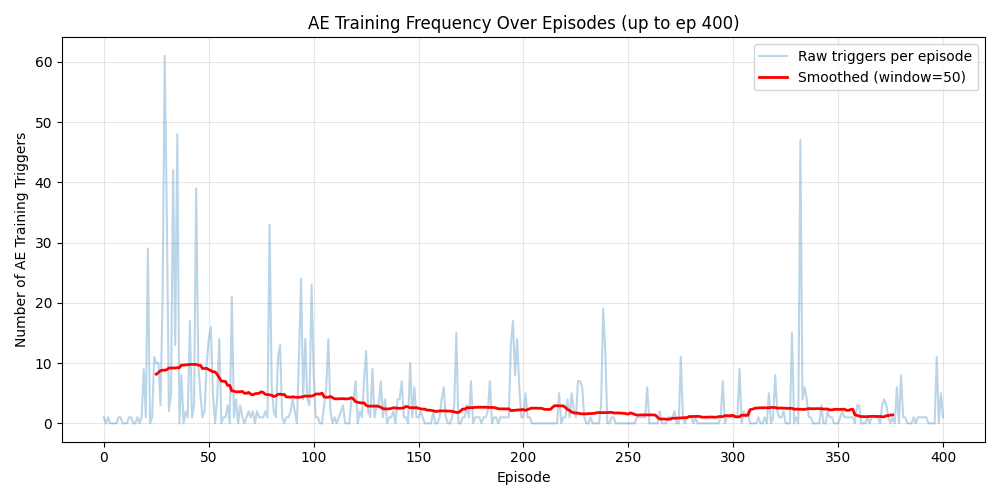 AE Training Frequency Over Episodes (up to ep 400)
Raw triggers per episode
Smoothed (window=50)
Number of AE Training Triggers
60
50
40
30
20
10
0
0 50 100 150 200 250 300 350 400
Episode